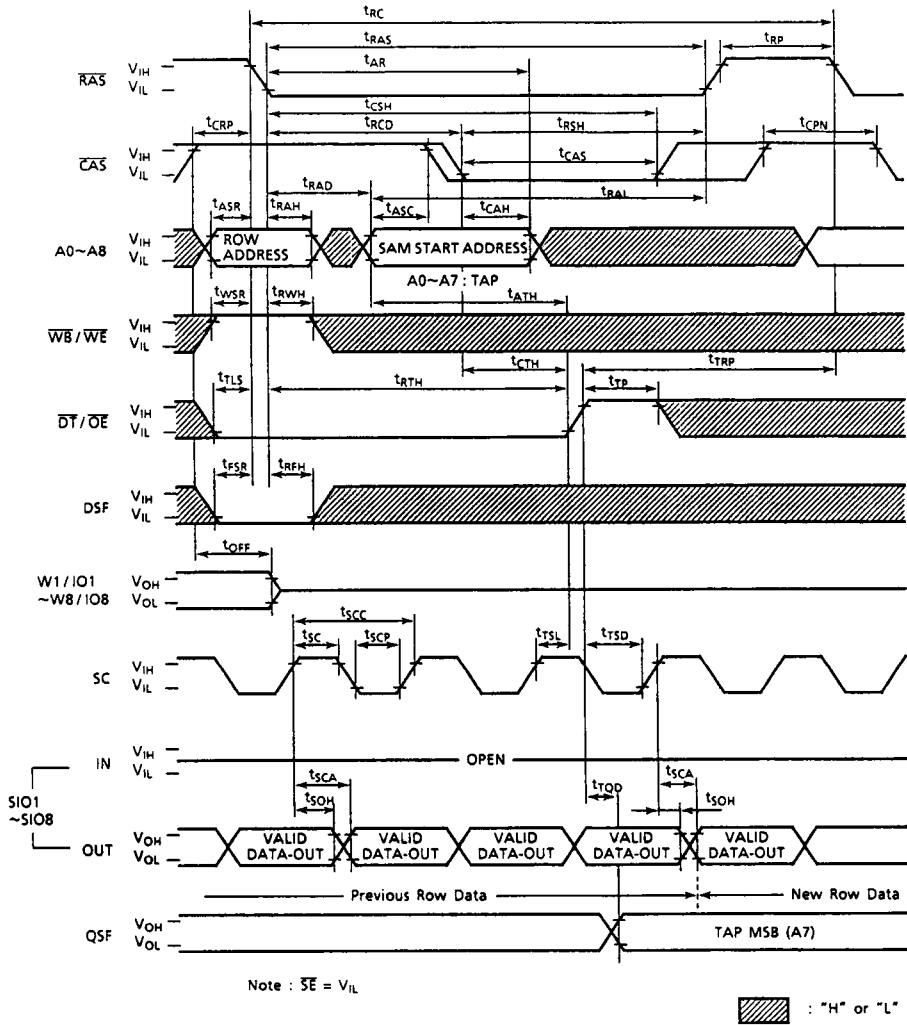 tRC
tRAS
tRP
tAR
RAS VIH
VIL
tCSH
tCRP
tRCD
tRSH
tCPN
CAS VIH
VIL
tCAS
tRAD
tRAL
tASR
tRAH
tASC
tCAH
A0~A8 VIH
VIL
ROW
ADDRESS
SAM START ADDRESS
A0~A7 : TAP
tATH
tWSR
tRWH
WB/WE VIH
VIL
tCTH
tTRP
tTLS
tRTH
tTP
DT/OE VIH
VIL
tFSR
tRFH
DSF VIH
VIL
tOFF
W1/IO1
~W8/IO8
VOH
VOL
tSCC
tSC
tSCP
tTSL
tTSD
SC VIH
VIL
IN VIH
VIL
OPEN
SIO1
~SIO8
tSCA
tSOH
tTQD
tSCA
tSOH
OUT VOH
VOL
VALID
DATA-OUT
VALID
DATA-OUT
VALID
DATA-OUT
VALID
DATA-OUT
VALID
DATA-OUT
Previous Row Data
New Row Data
QSF VOH
VOL
TAP MSB (A7)
Note : SE = VIL
: "H" or "L"